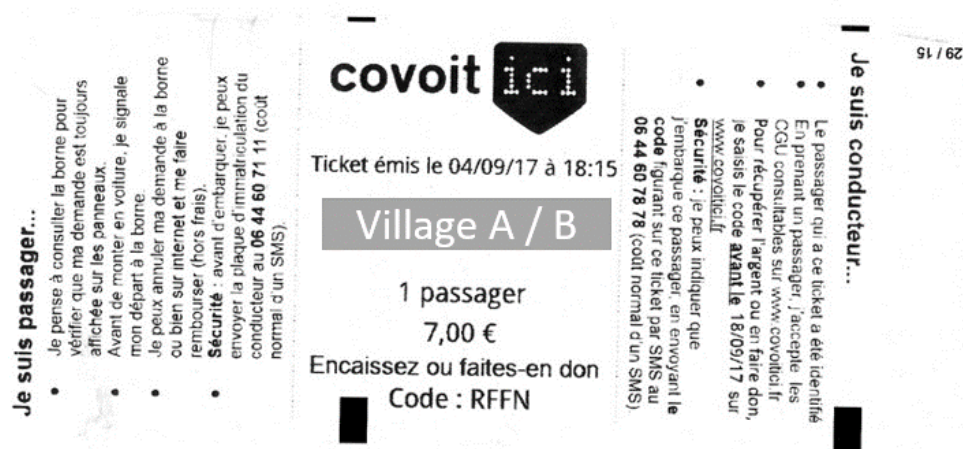 Je suis passager...
• Je pense à consulter la borne pour
vérifier que ma demande est toujours
affichée sur les panneaux.
• Avant de monter en voiture, je signale
mon départ à la borne.
• Je peux annuler ma demande à la borne
ou bien sur internet et me faire
rembourser (hors frais).
• Sécurité : avant d'embarquer, je peux
envoyer la plaque d'immatriculation du
conducteur au 06 44 60 71 11 (coût
normal d'un SMS).
covoit ici
Ticket émis le 04/09/17 à 18:15
Village A / B
1 passager
7,00 €
Encaissez ou faites-en don
Code : RFFN
Je suis conducteur...
• Le passager qui a ce ticket a été identifié
• En prenant un passager, j'accepte les
CGU consultables sur www.covoitici.fr
• Pour récupérer l'argent ou en faire don,
je saisis le code avant le 18/09/17 sur
www.covoitici.fr
• Sécurité : je peux indiquer que
j'embarque ce passager, en envoyant le
code figurant sur ce ticket par SMS au
06 44 60 78 78 (coût normal d'un SMS).
29 / 15